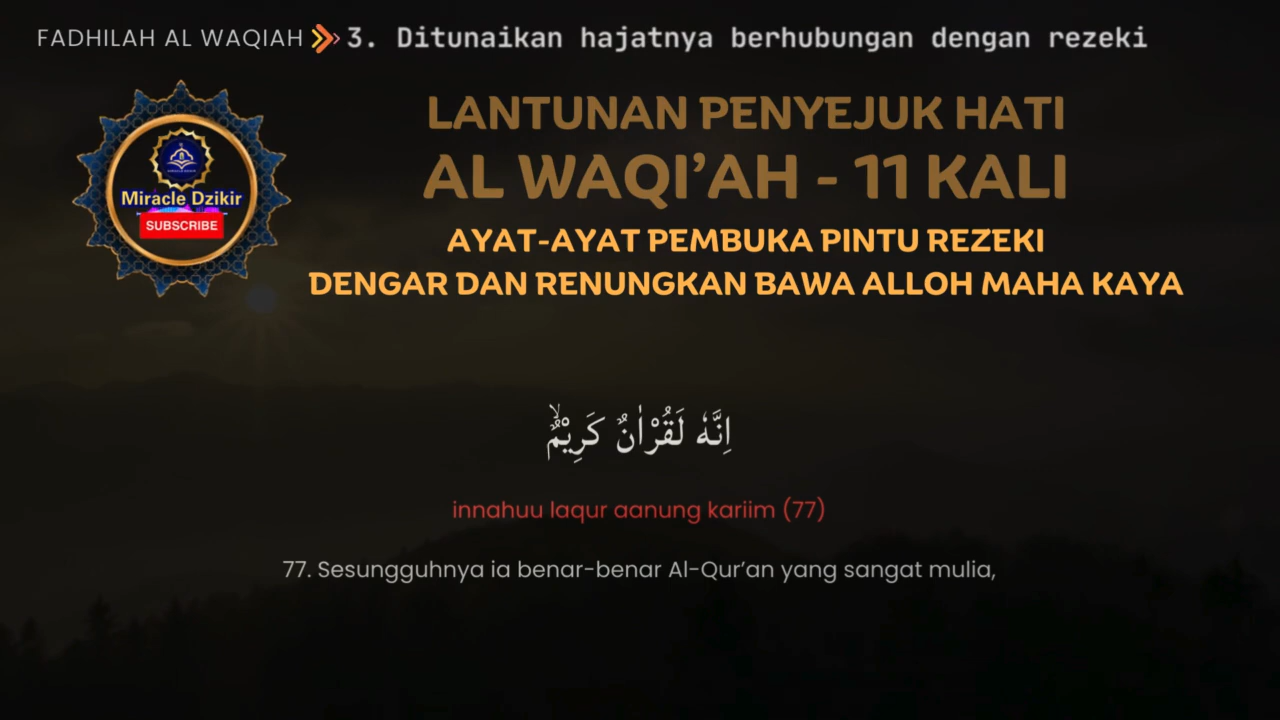 FADHILAH AL WAQIAH 3. Ditunaikan hajatnya berhubungan dengan rezeki
LANTUNAN PENYEJUK HATI
AL WAQI’AH - 11 KALI
AYAT-AYAT PEMBUKA PINTU REZEKI
DENGAR DAN RENUNGKAN BAWA ALLOH MAHA KAYA
Miracle Dzikir
SUBSCRIBE
اِنَّهٗ لَقُرْاٰنٌ كَرِيْمٌۙ
innahuu laqur aanung kariim (77)
77. Sesungguhnya ia benar-benar Al-Qur’an yang sangat mulia,